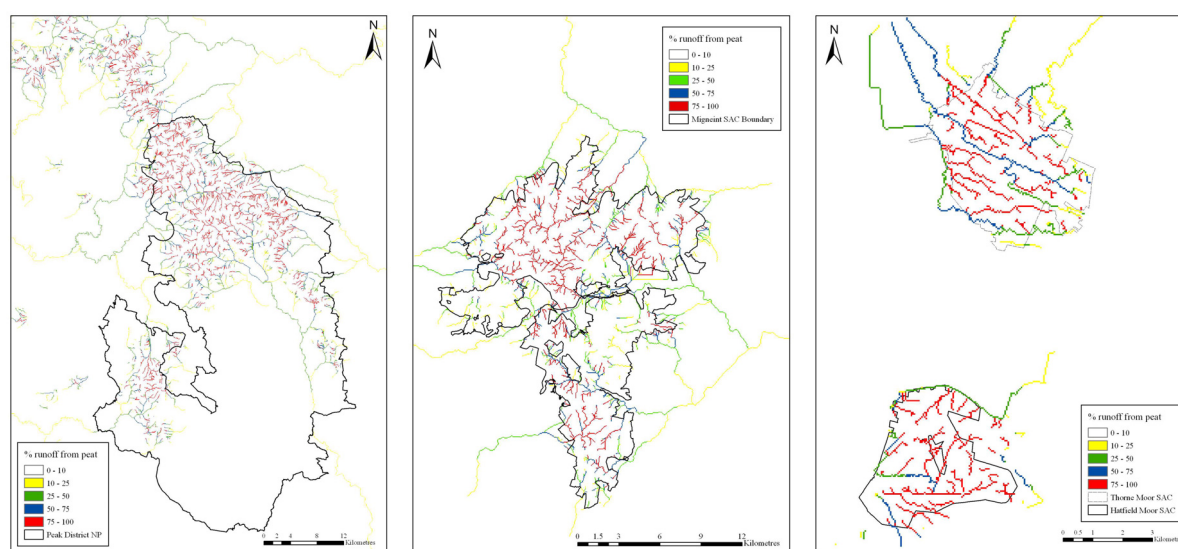 N
% runoff from peat
0 - 10
10 - 25
25 - 50
50 - 75
75 - 100
Peak District NP
0 2 4 8 12
Kilometres
N
% runoff from peat
0 - 10
10 - 25
25 - 50
50 - 75
75 - 100
Migneint SAC Boundary
0 1.5 3 6 9 12
Kilometres
N
% runoff from peat
0 - 10
10 - 25
25 - 50
50 - 75
75 - 100
Thorne Moor SAC
Hatfield Moor SAC
0 0.5 1 2 3